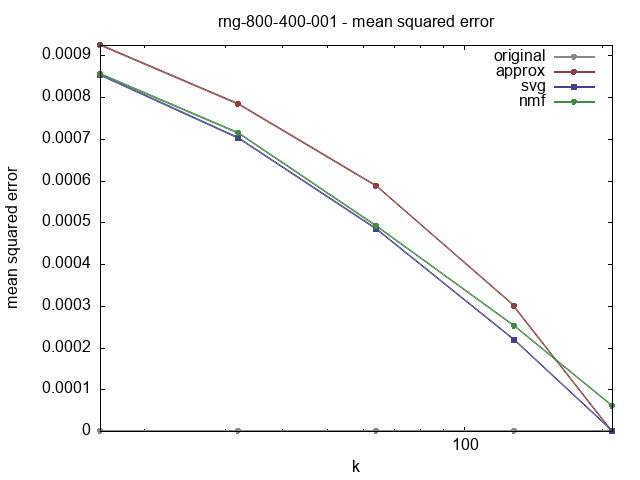 rng-800-400-001 - mean squared error
original
approx
svg
nmf
0.0009
0.0008
0.0007
0.0006
0.0005
0.0004
0.0003
0.0002
0.0001
0
mean squared error
100
k